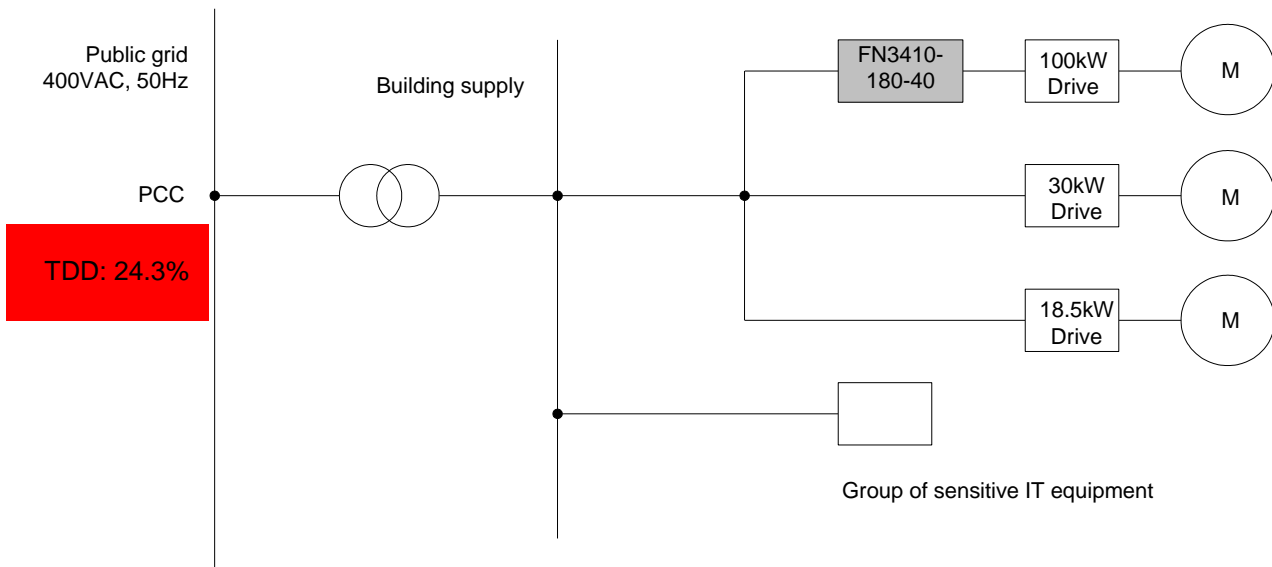 Public grid
400VAC, 50Hz
Building supply
FN3410-
180-40
100kW
Drive
M
PCC
30kW
Drive
M
TDD: 24.3%
18.5kW
Drive
M
Group of sensitive IT equipment